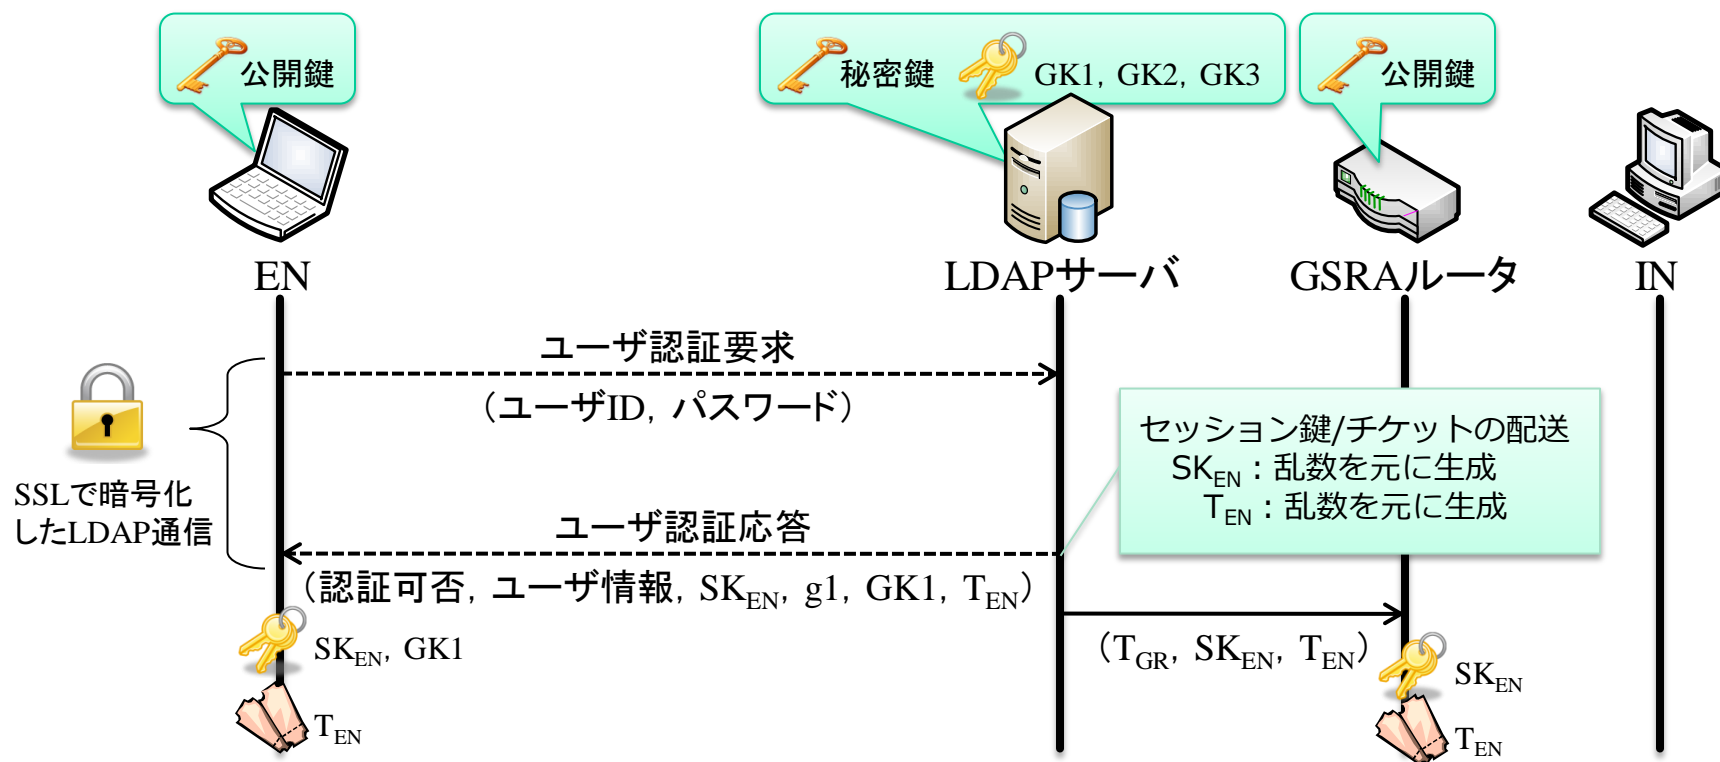 公開鍵
秘密鍵
GK1, GK2, GK3
公開鍵
EN
LDAPサーバ
GSRAルータ
IN
ユーザ認証要求
(ユーザID, パスワード)
SSLで暗号化
したLDAP通信
セッション鍵/チケットの配送
SKEN：乱数を元に生成
TEN：乱数を元に生成
ユーザ認証応答
(認証可否, ユーザ情報, SKEN, g1, GK1, TEN)
(TGR, SKEN, TEN)
SKEN, GK1
SKEN
TEN
TEN